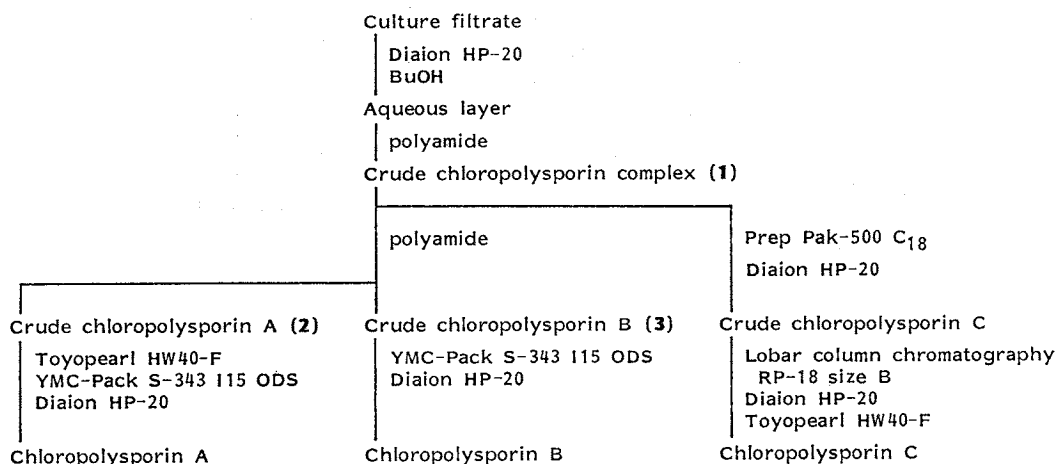 Culture filtrate
Diaion HP-20
BuOH
Aqueous layer
polyamide
Crude chloropolysporin complex (1)
polyamide
Prep Pak-500 C18
Diaion HP-20
Crude chloropolysporin A (2)
Toyopearl HW40-F
YMC-Pack S-343 I15 ODS
Diaion HP-20
Chloropolysporin A
Crude chloropolysporin B (3)
YMC-Pack S-343 I15 ODS
Diaion HP-20
Chloropolysporin B
Crude chloropolysporin C
Lobar column chromatography
RP-18 size B
Diaion HP-20
Toyopearl HW40-F
Chloropolysporin C